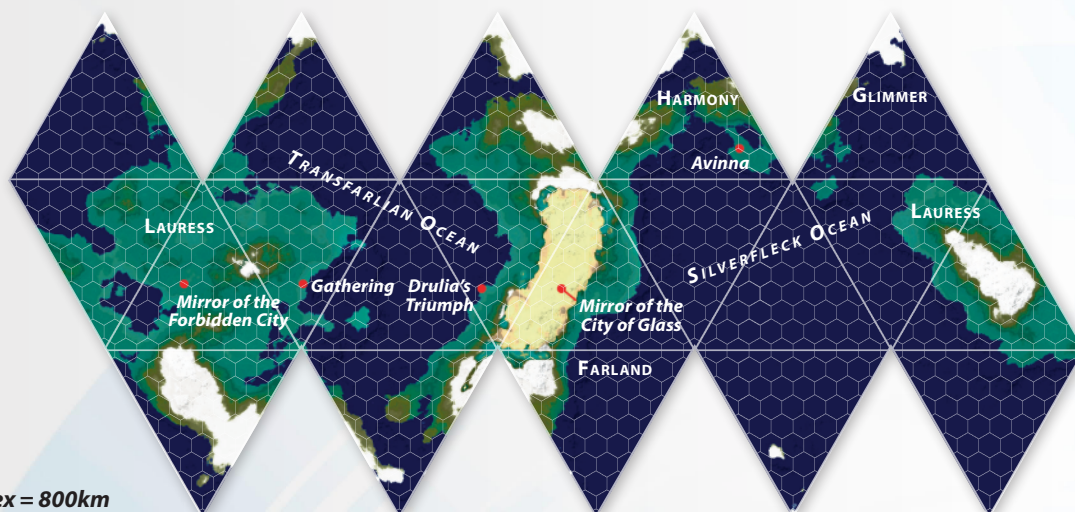 HARMONY
GLIMMER
Avinna
TRANSFARLIAN OCEAN
LAURESS
LAURESS
SILVERFLECK OCEAN
Gathering
Drulia's
Triumph
Mirror of the
Forbidden City
Mirror of the
City of Glass
FARLAND
ex = 800km